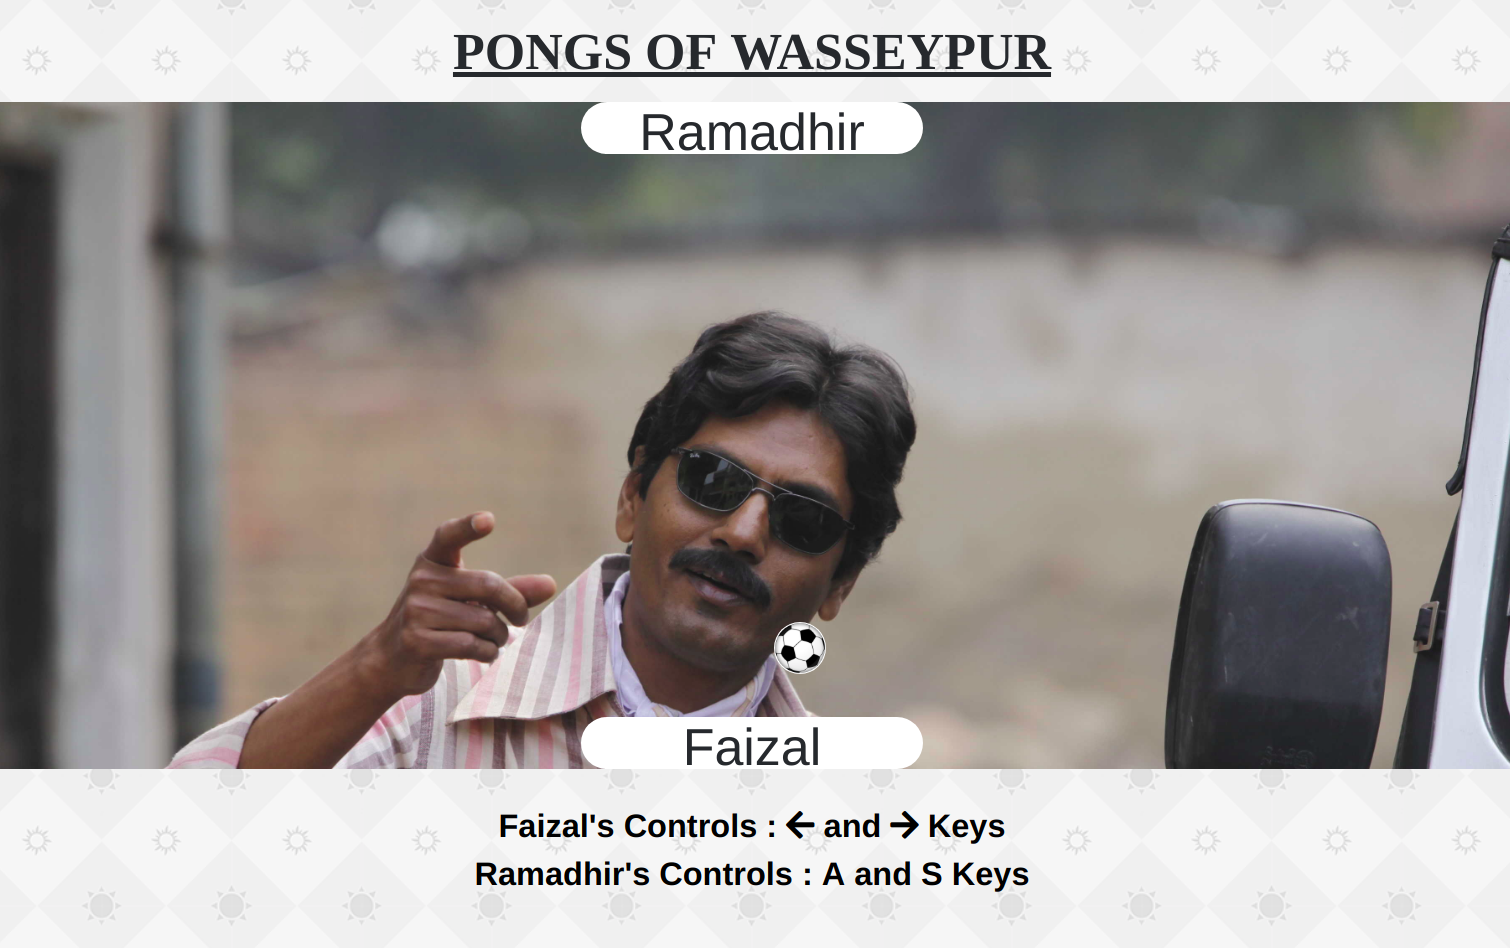 PONGS OF WASSEYPUR
Ramadhir
Faizal
Faizal's Controls : ← and → Keys
Ramadhir's Controls : A and S Keys